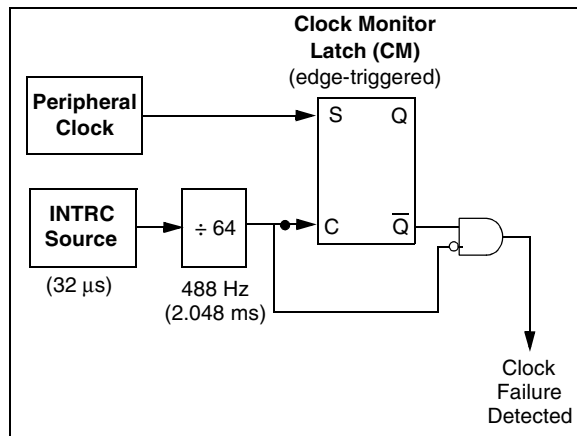 Clock Monitor
Latch (CM)
(edge-triggered)
Peripheral
Clock
S
Q
INTRC
Source
÷ 64
C
Q̅
(32 μs)
488 Hz
(2.048 ms)
Clock
Failure
Detected